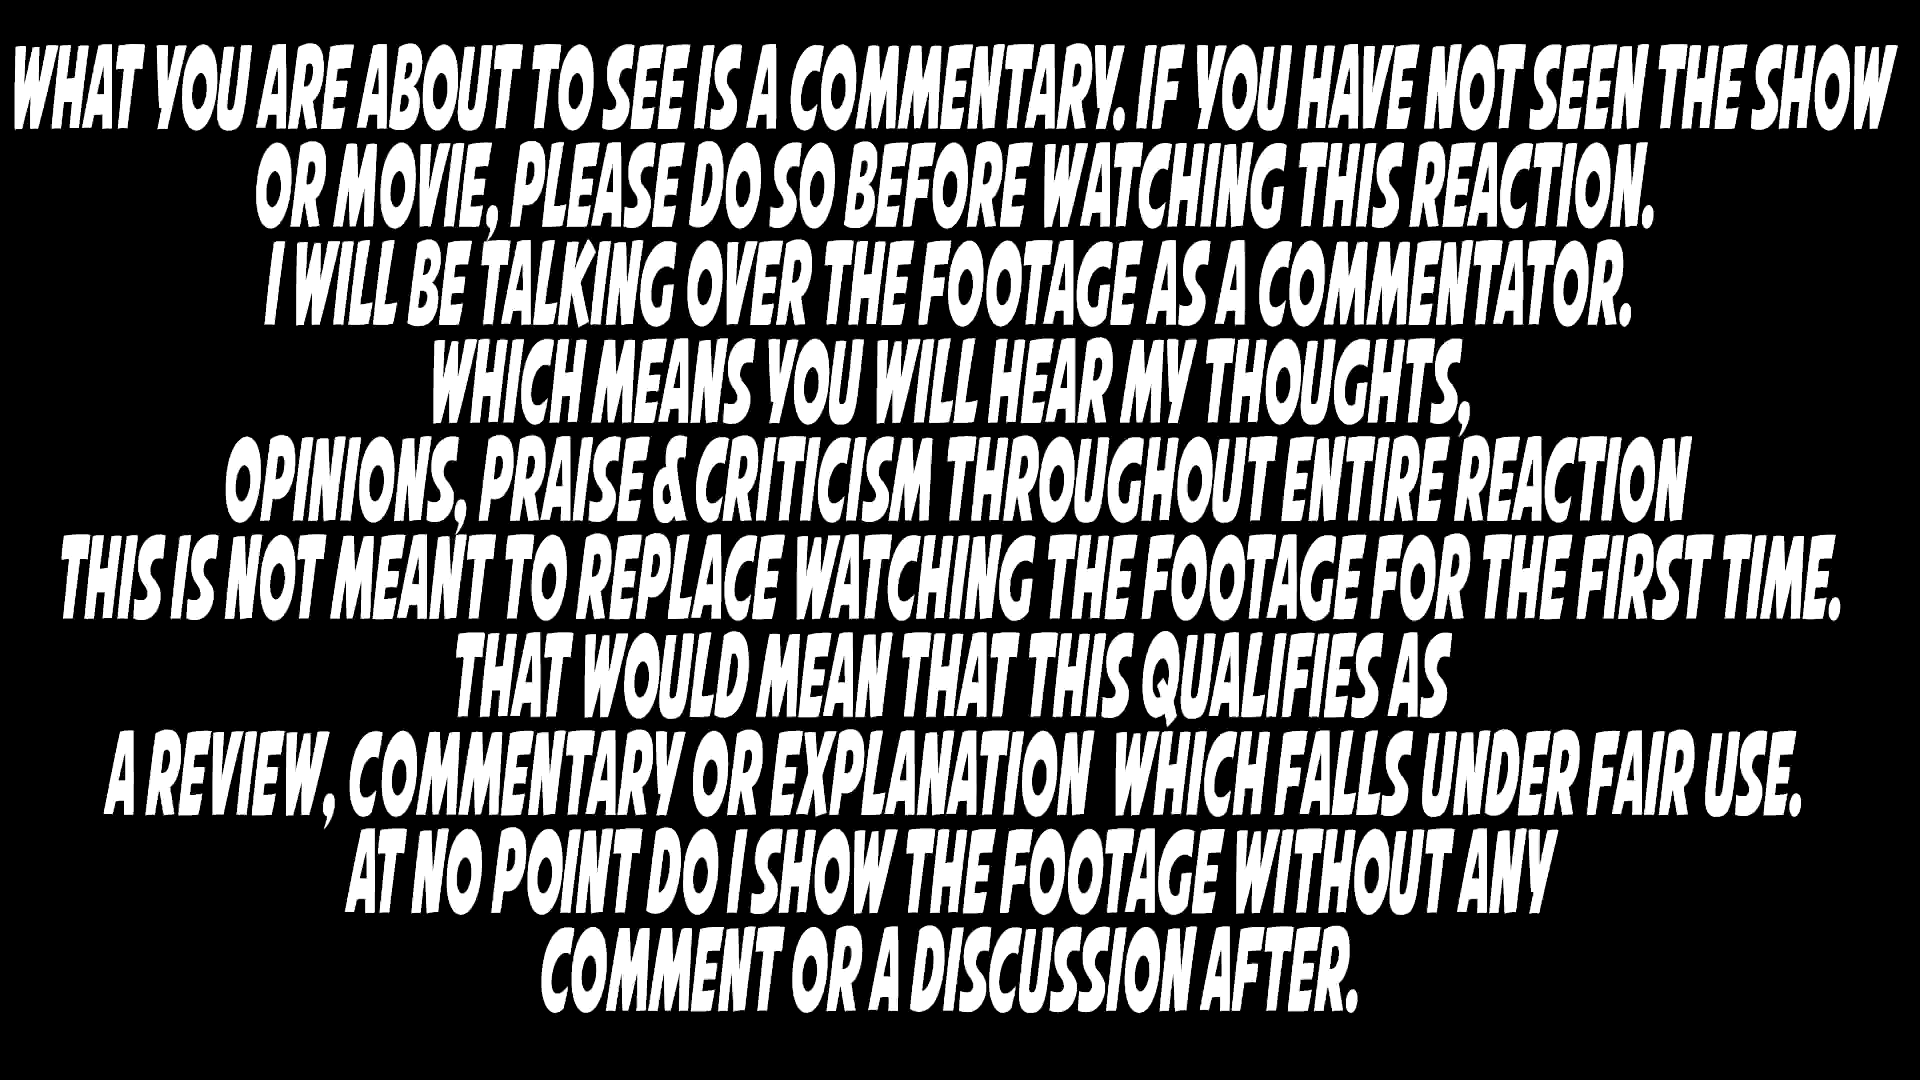 WHAT YOU ARE ABOUT TO SEE IS A COMMENTARY. IF YOU HAVE NOT SEEN THE SHOW
OR MOVIE, PLEASE DO SO BEFORE WATCHING THIS REACTION.
I WILL BE TALKING OVER THE FOOTAGE AS A COMMENTATOR.
WHICH MEANS YOU WILL HEAR MY THOUGHTS,
OPINIONS, PRAISE & CRITICISM THROUGHOUT ENTIRE REACTION
THIS IS NOT MEANT TO REPLACE WATCHING THE FOOTAGE FOR THE FIRST TIME.
THAT WOULD MEAN THAT THIS QUALIFIES AS
A REVIEW, COMMENTARY OR EXPLANATION WHICH FALLS UNDER FAIR USE.
AT NO POINT DO I SHOW THE FOOTAGE WITHOUT ANY
COMMENT OR A DISCUSSION AFTER.